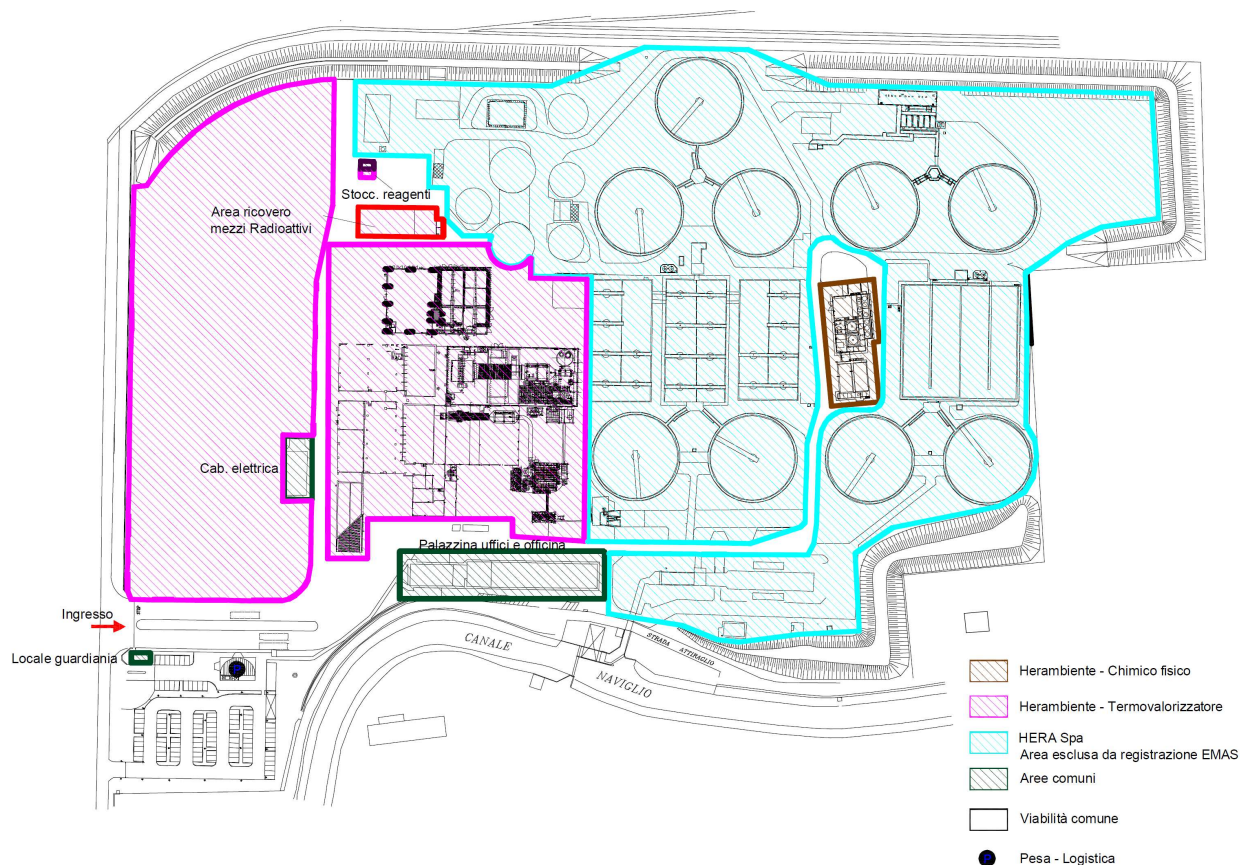 Stocc. reagenti
Area ricovero
mezzi Radioattivi
Cab. elettrica
Palazzina uffici e officina
Ingresso
STOP
Locale guardiania
P
CANALE
NAVIGLIO
STRADA ATTIRAGLIO
Herambiente - Chimico fisico
Herambiente - Termovalorizzatore
HERA Spa
Area esclusa da registrazione EMAS
Aree comuni
Viabilità comune
P
Pesa - Logistica